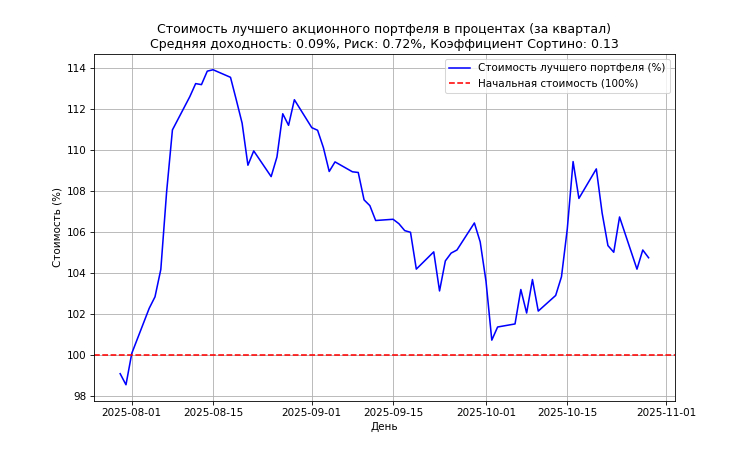 Стоимость лучшего акционного портфеля в процентах (за квартал)
Средняя доходность: 0.09%, Риск: 0.72%, Коэффициент Сортино: 0.13
Стоимость лучшего портфеля (%)
Начальная стоимость (100%)
Стоимость (%)
114
112
110
108
106
104
102
100
98
2025-08-01
2025-08-15
2025-09-01
2025-09-15
2025-10-01
2025-10-15
2025-11-01
День